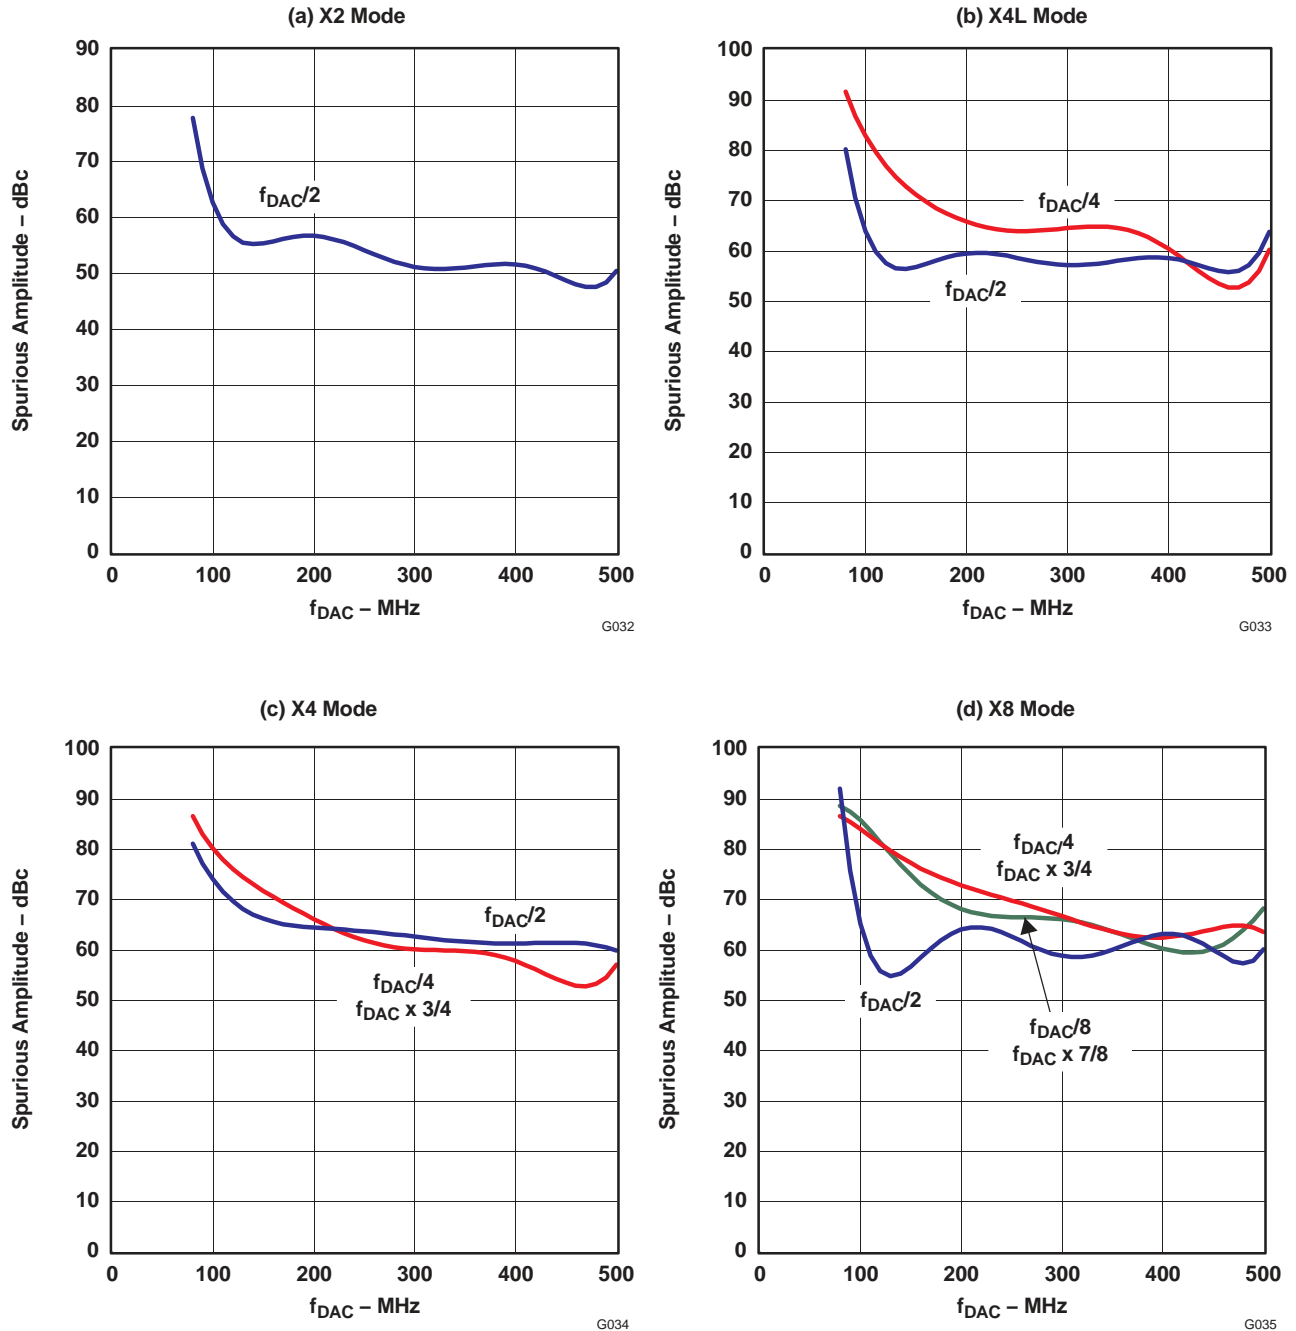 (a) X2 Mode
90
80
70
60
50
40
30
20
10
0
0 100 200 300 400 500
Spurious Amplitude – dBc
fDAC/2
fDAC – MHz
G032
(b) X4L Mode
100
90
80
70
60
50
40
30
20
10
0
0 100 200 300 400 500
Spurious Amplitude – dBc
fDAC/4
fDAC/2
fDAC – MHz
G033
(c) X4 Mode
100
90
80
70
60
50
40
30
20
10
0
0 100 200 300 400 500
Spurious Amplitude – dBc
fDAC/2
fDAC/4
fDAC x 3/4
fDAC – MHz
G034
(d) X8 Mode
100
90
80
70
60
50
40
30
20
10
0
0 100 200 300 400 500
Spurious Amplitude – dBc
fDAC/4
fDAC x 3/4
fDAC/2
fDAC/8
fDAC x 7/8
fDAC – MHz
G035